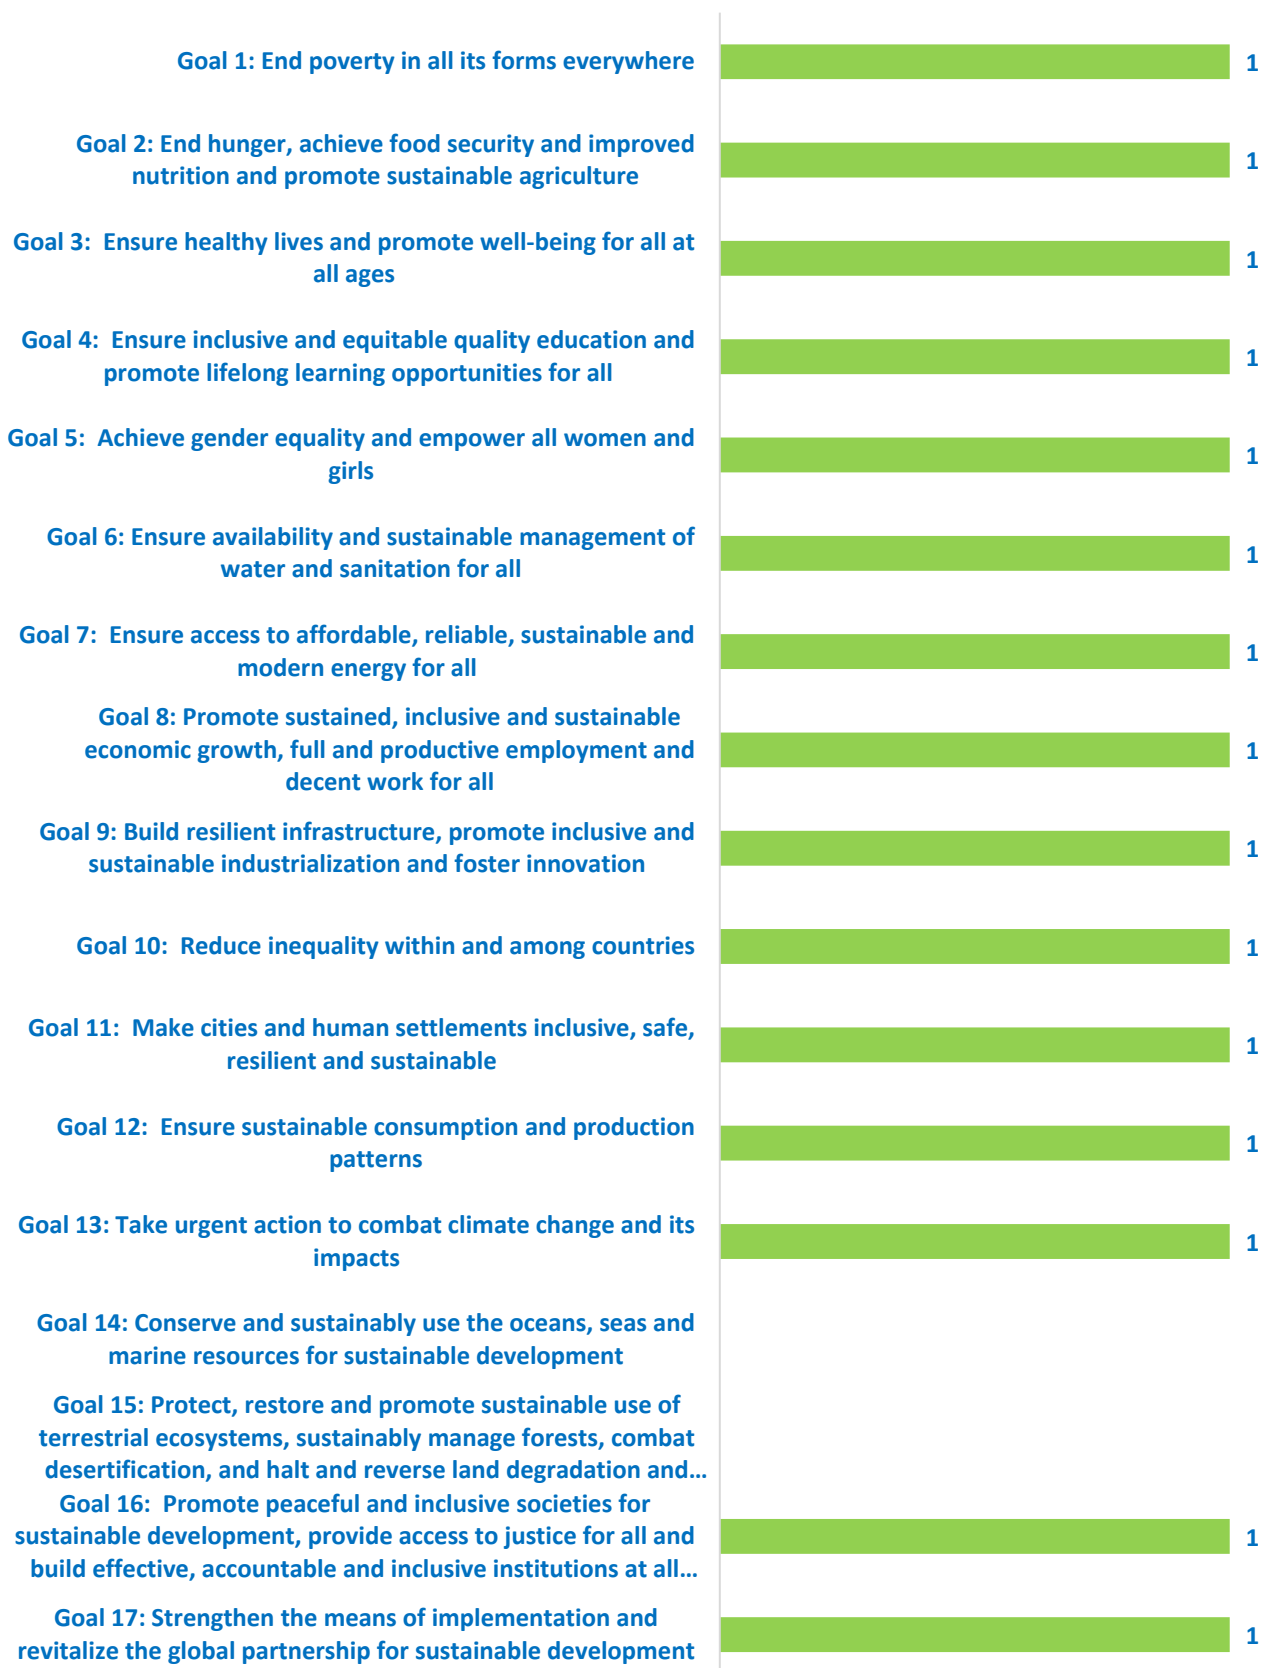 Goal 1: End poverty in all its forms everywhere
1
Goal 2: End hunger, achieve food security and improved
nutrition and promote sustainable agriculture
1
Goal 3:  Ensure healthy lives and promote well-being for all at
all ages
1
Goal 4:  Ensure inclusive and equitable quality education and
promote lifelong learning opportunities for all
1
Goal 5:  Achieve gender equality and empower all women and
girls
1
Goal 6: Ensure availability and sustainable management of
water and sanitation for all
1
Goal 7:  Ensure access to affordable, reliable, sustainable and
modern energy for all
1
Goal 8: Promote sustained, inclusive and sustainable
economic growth, full and productive employment and
decent work for all
1
Goal 9: Build resilient infrastructure, promote inclusive and
sustainable industrialization and foster innovation
1
Goal 10:  Reduce inequality within and among countries
1
Goal 11:  Make cities and human settlements inclusive, safe,
resilient and sustainable
1
Goal 12:  Ensure sustainable consumption and production
patterns
1
Goal 13: Take urgent action to combat climate change and its
impacts
1
Goal 14: Conserve and sustainably use the oceans, seas and
marine resources for sustainable development
Goal 15: Protect, restore and promote sustainable use of
terrestrial ecosystems, sustainably manage forests, combat
desertification, and halt and reverse land degradation and...
Goal 16:  Promote peaceful and inclusive societies for
sustainable development, provide access to justice for all and
build effective, accountable and inclusive institutions at all...
1
Goal 17: Strengthen the means of implementation and
revitalize the global partnership for sustainable development
1